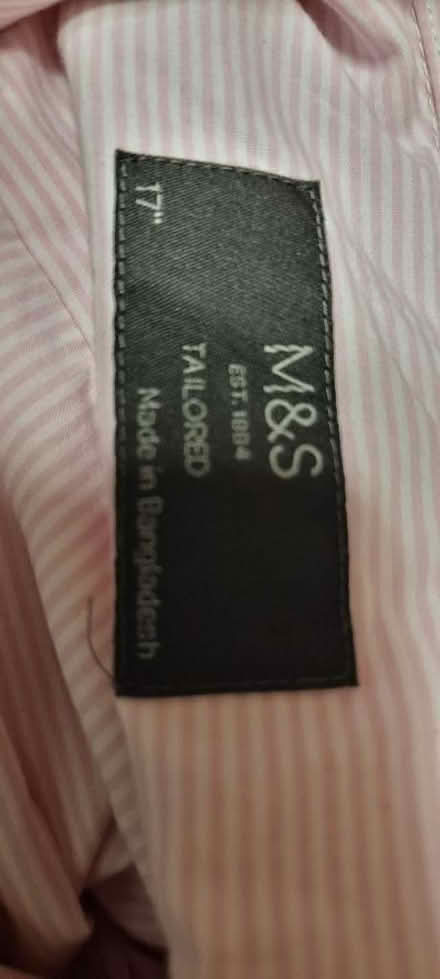 M&S
EST. 1884
TAILORED
17" Made in Bangladesh